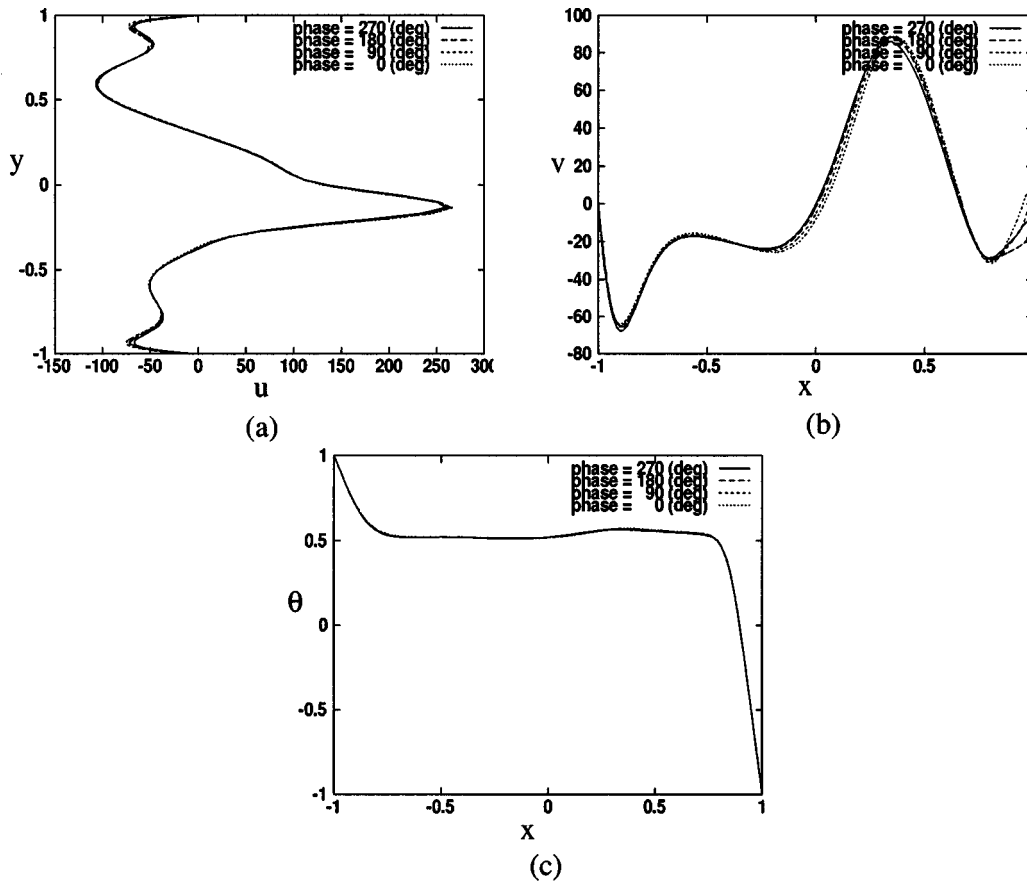 1
0.5
0
-0.5
-1
y
-150 -100 -50 0 50 100 150 200 250 300
u
phase = 270 (deg)
phase = 180 (deg)
phase = 90 (deg)
phase = 0 (deg)
(a)
100
80
60
40
20
0
-20
-40
-60
-80
v
-1 -0.5 0 0.5
x
phase = 270 (deg)
phase = 180 (deg)
phase = 90 (deg)
phase = 0 (deg)
(b)
1
0.5
0
-0.5
-1
θ
-1 -0.5 0 0.5 1
x
phase = 270 (deg)
phase = 180 (deg)
phase = 90 (deg)
phase = 0 (deg)
(c)